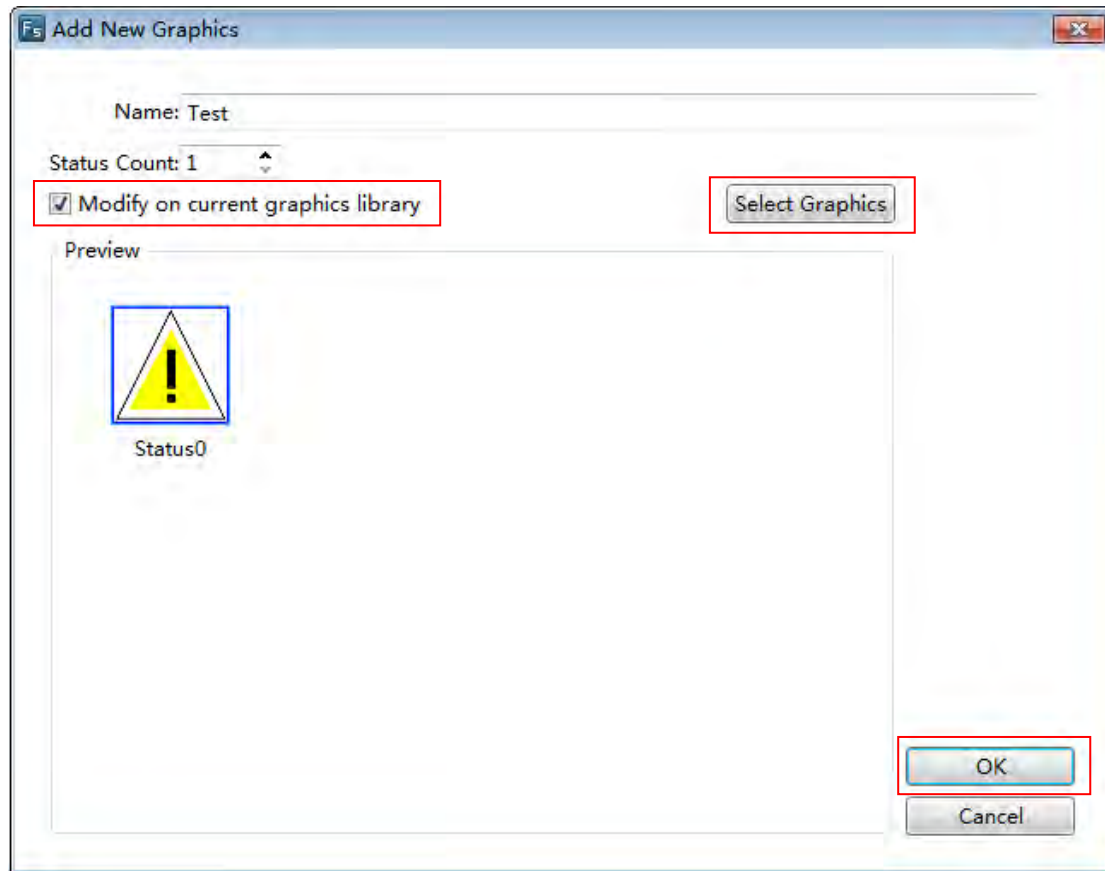 Fs Add New Graphics
Name: Test
Status Count: 1
Modify on current graphics library
Select Graphics
Preview
!
Status0
OK
Cancel